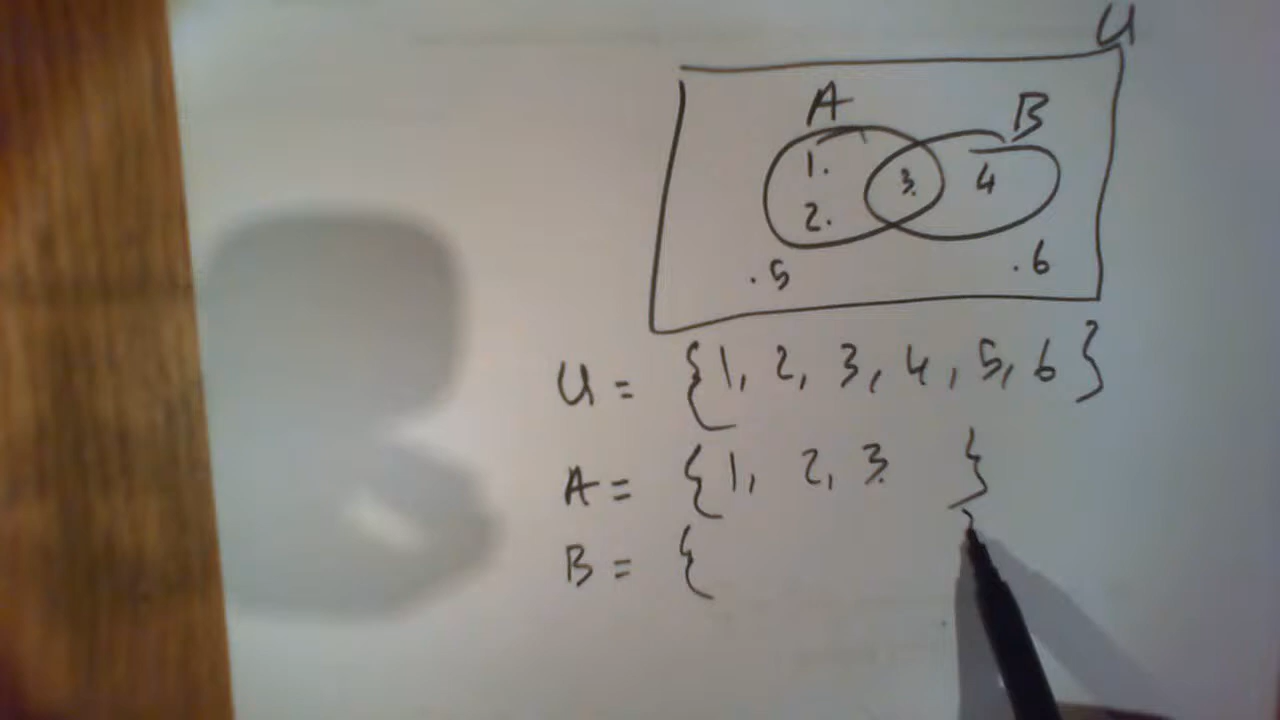 U
A B
1. 3. 4
2.
.5 .6
U = {1, 2, 3, 4, 5, 6}
A = {1, 2, 3. }
B = {